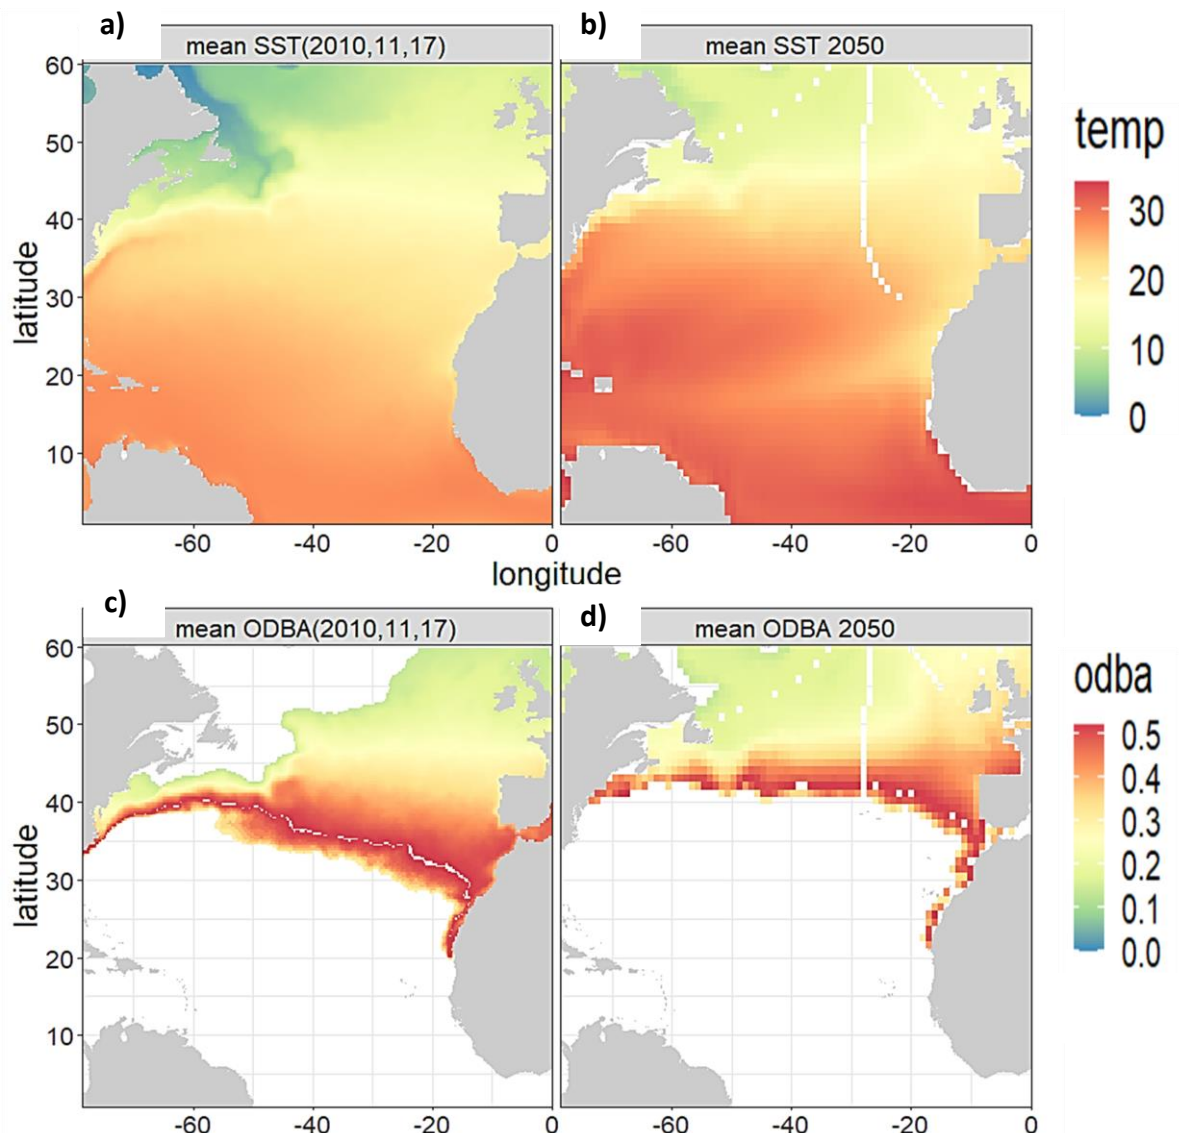 a)
b)
mean SST(2010,11,17)
mean SST 2050
60
50
40
30
20
10
latitude
-60
-40
-20
0
-60
-40
-20
0
longitude
temp
30
20
10
0
c)
d)
mean ODBA(2010,11,17)
mean ODBA 2050
60
50
40
30
20
10
latitude
-60
-40
-20
0
-60
-40
-20
0
odba
0.5
0.4
0.3
0.2
0.1
0.0